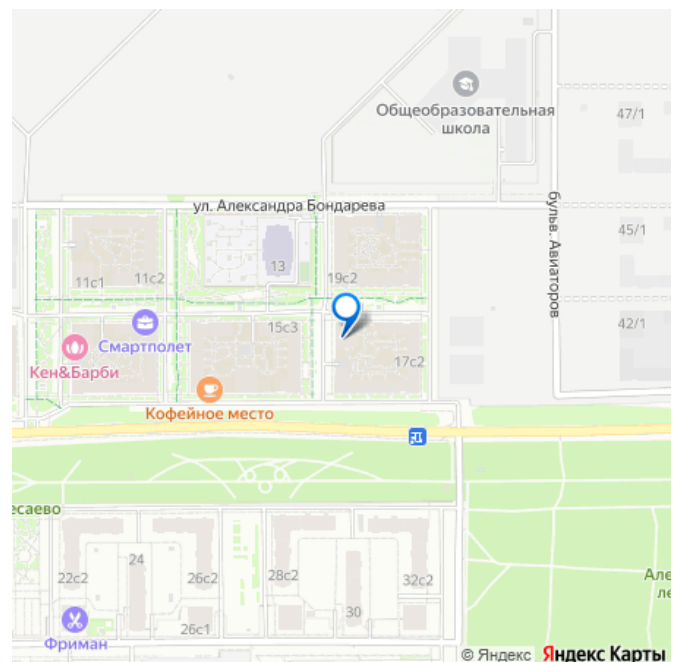 Общеобразовательная
школа
47/1
ул. Александра Бондарева
бульв. Авиаторов
45/1
13
11с1
11с2
19с2
15с3
42/1
Смартполет
Кен&Барби
17с2
Кофейное место
есаево
24
22с2
26с2
28с2
32с2
Але
ле
30
26с1
Фриман
© Яндекс Яндекс Карты